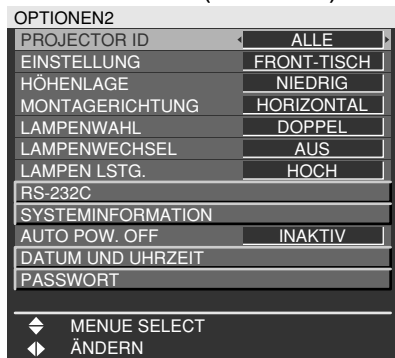 OPTIONEN2
PROJECTOR ID ALLE
EINSTELLUNG FRONT-TISCH
HÖHENLAGE NIEDRIG
MONTAGERICHTUNG HORIZONTAL
LAMPENWAHL DOPPEL
LAMPENWECHSEL AUS
LAMPEN LSTG. HOCH
RS-232C
SYSTEMINFORMATION
AUTO POW. OFF INAKTIV
DATUM UND UHRZEIT
PASSWORT
MENUE SELECT
ÄNDERN